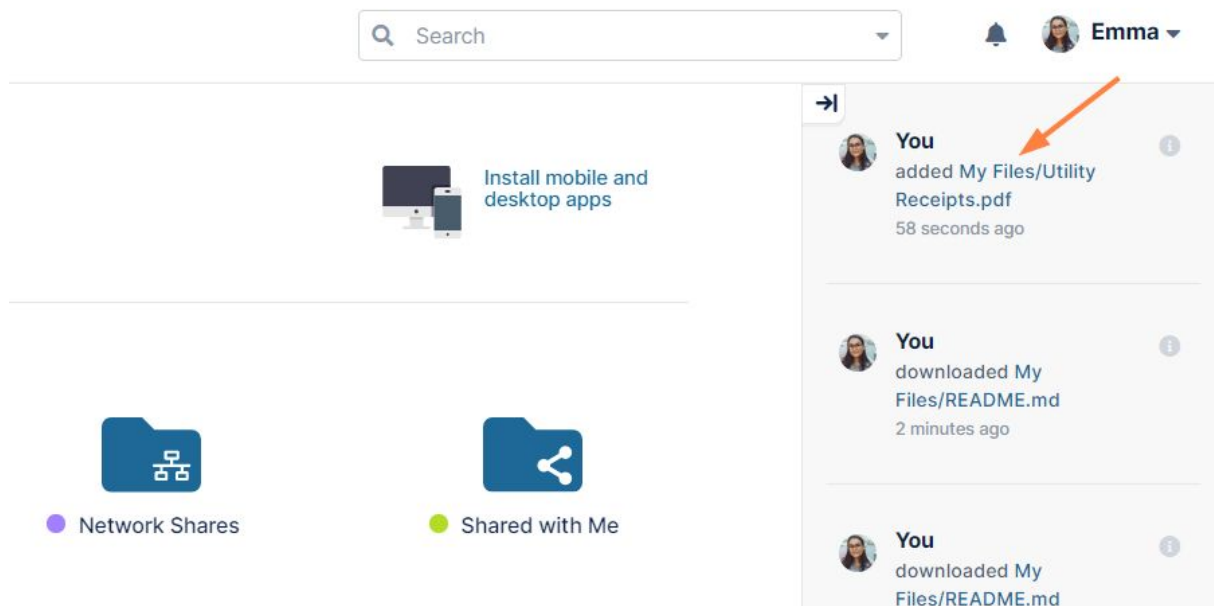 Search
Emma
Install mobile and
desktop apps
Network Shares
Shared with Me
You
added My Files/Utility
Receipts.pdf
58 seconds ago
You
downloaded My
Files/README.md
2 minutes ago
You
downloaded My
Files/README.md